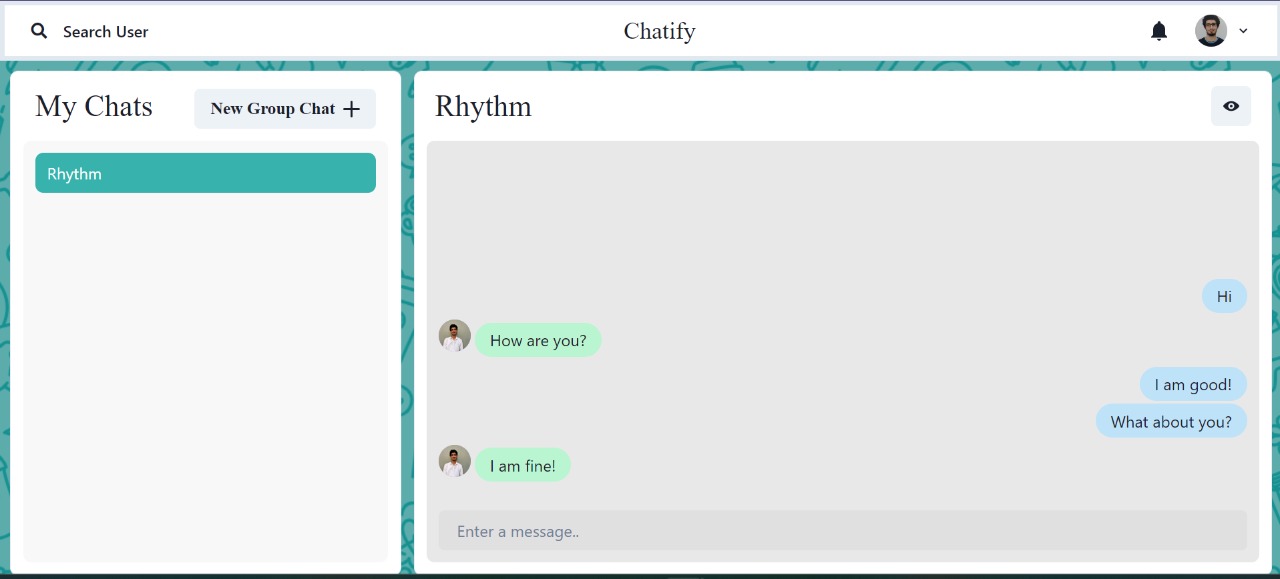 Search User
Chatify
My Chats
New Group Chat
Rhythm
Rhythm
Hi
How are you?
I am good!
What about you?
I am fine!
Enter a message..